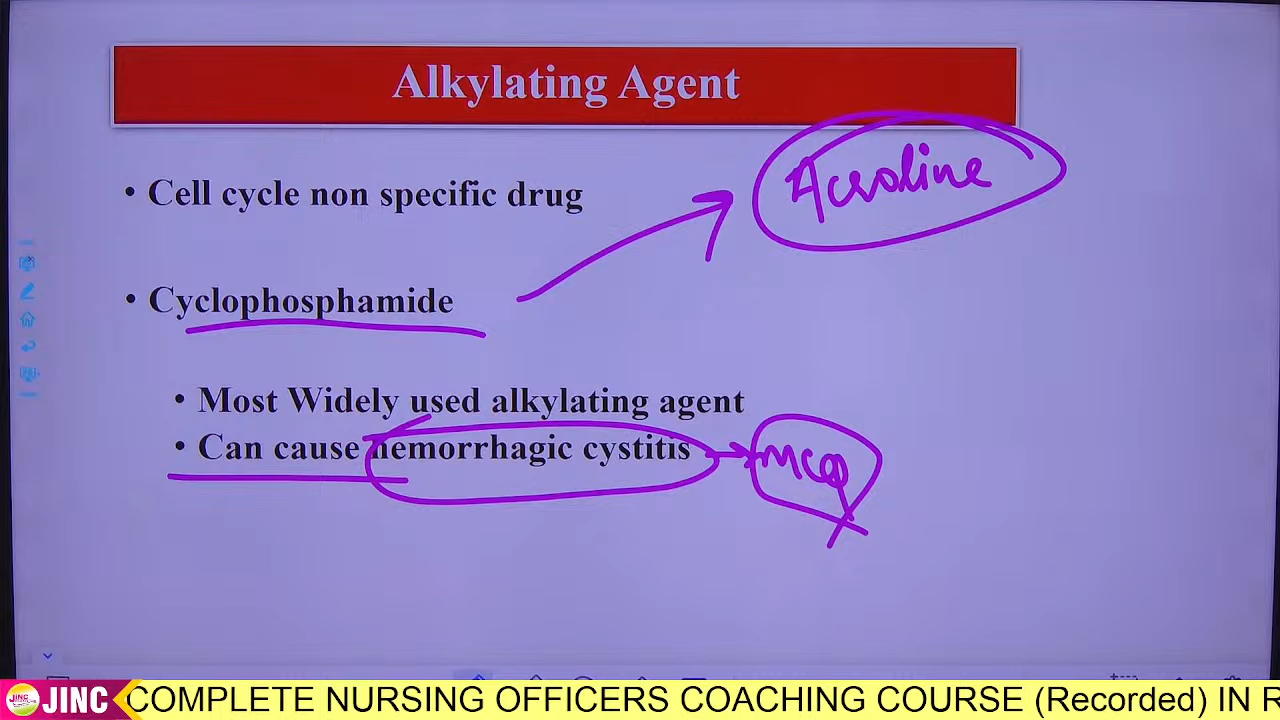 Alkylating Agent
Acroline
• Cell cycle non specific drug
• Cyclophosphamide
• Most Widely used alkylating agent
• Can cause hemorrhagic cystitis
MCQ
JINC COMPLETE NURSING OFFICERS COACHING COURSE (Recorded) IN R